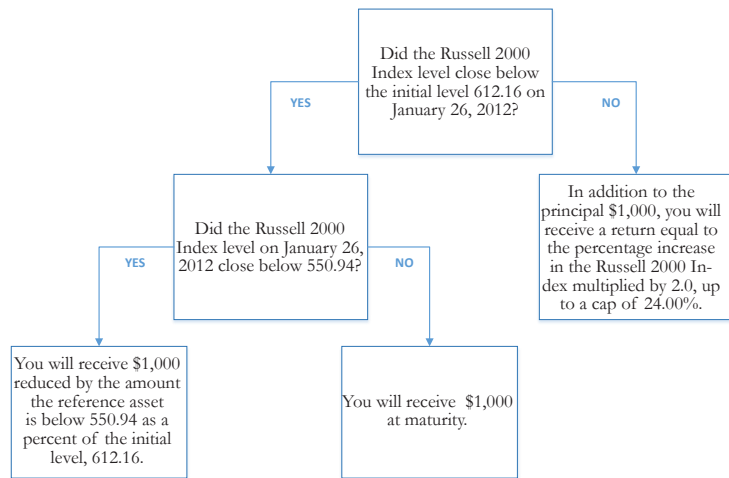 Did the Russell 2000
Index level close below
the initial level 612.16 on
January 26, 2012?
YES
NO
Did the Russell 2000
Index level on January 26,
2012 close below 550.94?
In addition to the
principal $1,000, you will
receive a return equal to
the percentage increase
in the Russell 2000 In-
dex multiplied by 2.0, up
to a cap of 24.00%.
YES
NO
You will receive $1,000
reduced by the amount
the reference asset
is below 550.94 as a
percent of the initial
level, 612.16.
You will receive $1,000
at maturity.